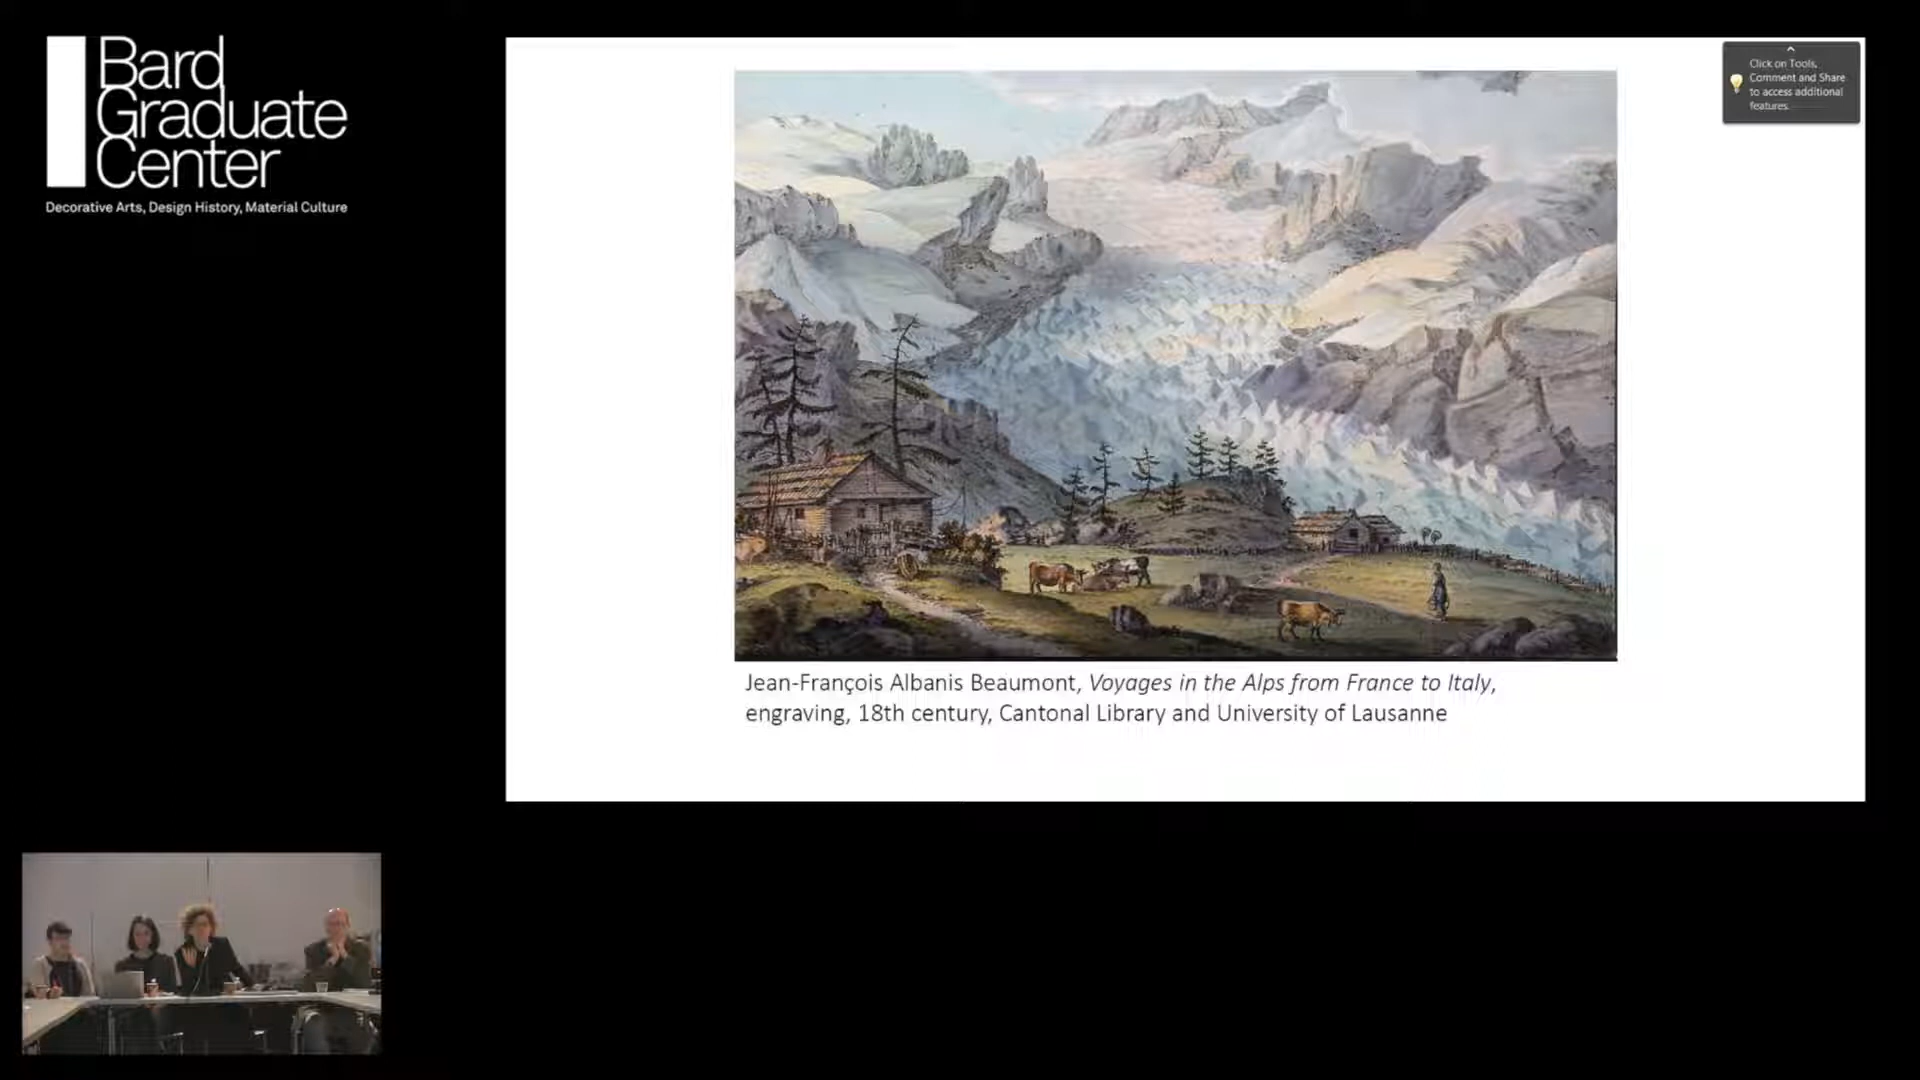 Bard
Graduate
Center
Decorative Arts, Design History, Material Culture
Click on Tools,
Comment and Share
to access additional
features.
Jean-François Albanis Beaumont, Voyages in the Alps from France to Italy,
engraving, 18th century, Cantonal Library and University of Lausanne